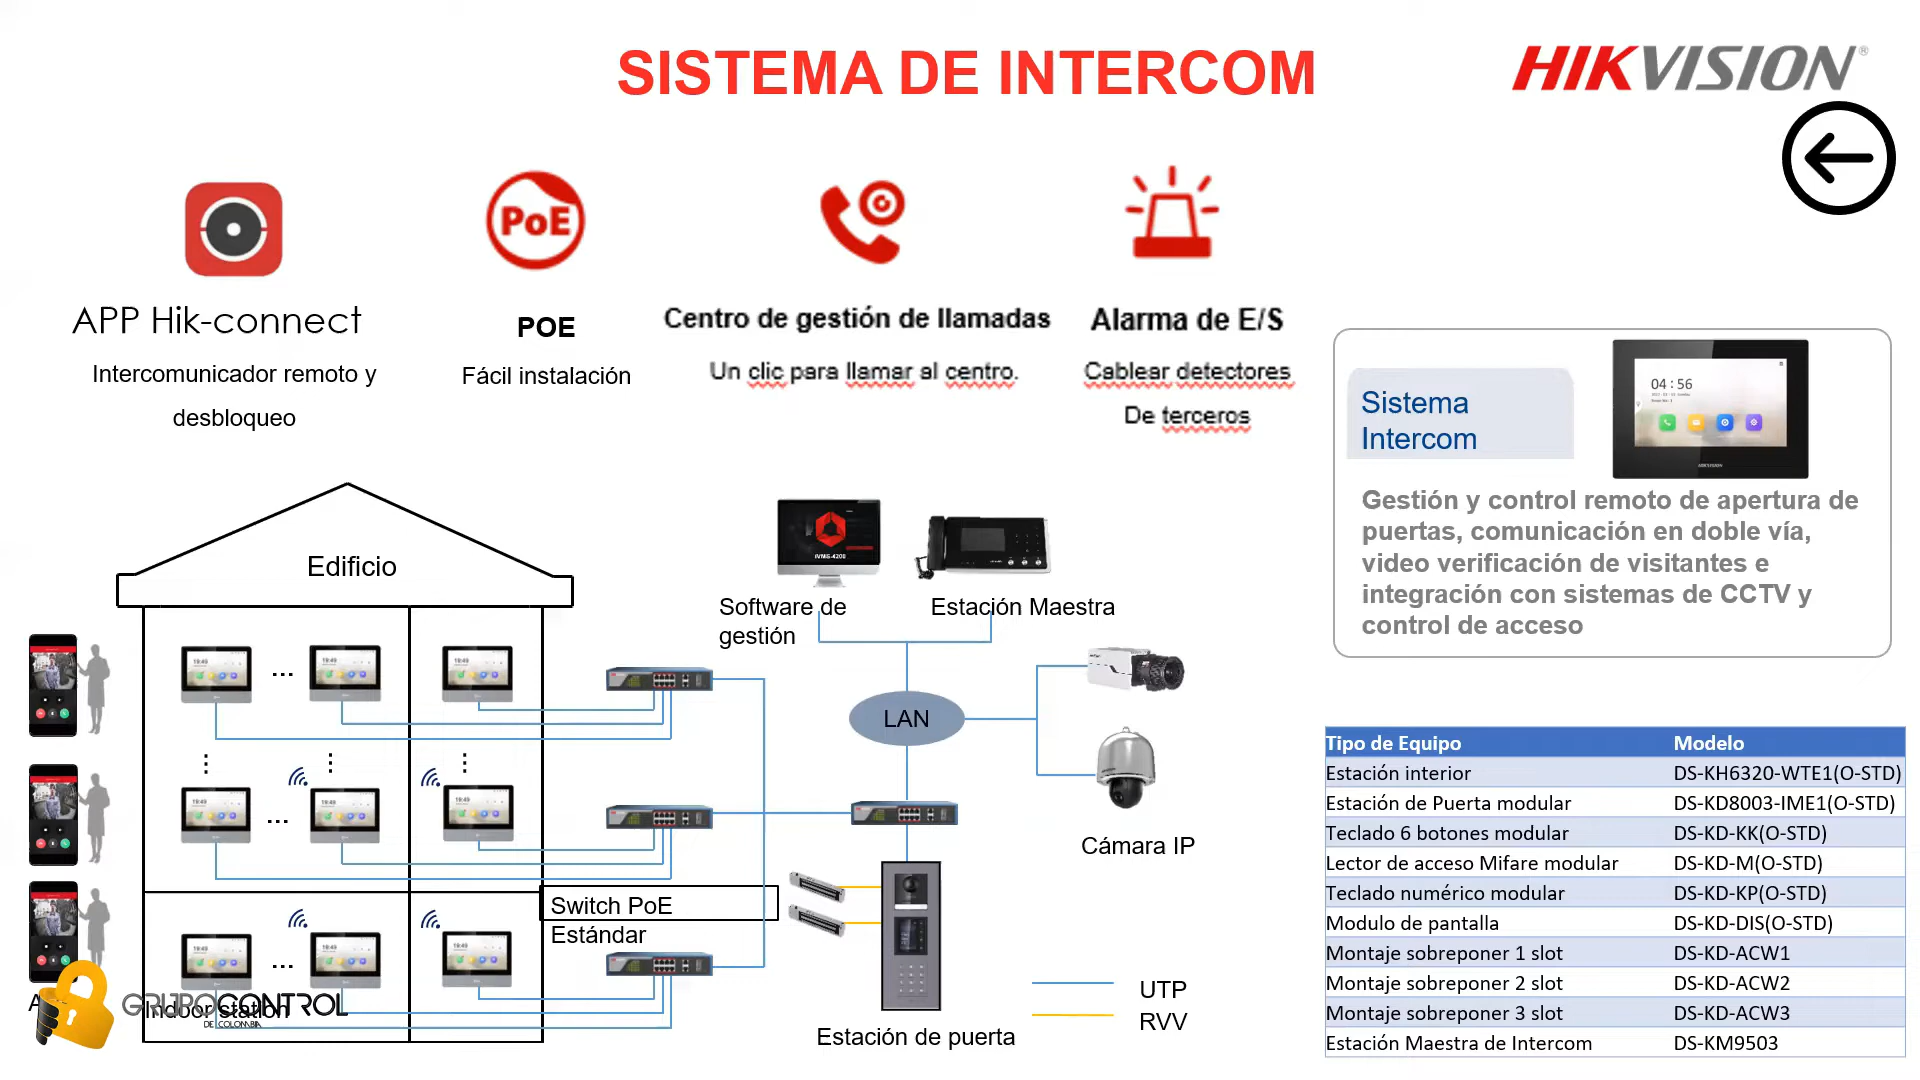 SISTEMA DE INTERCOM
HIKVISION®
PoE
APP Hik-connect
Intercomunicador remoto y
desbloqueo
POE
Fácil instalación
Centro de gestión de llamadas
Un clic para llamar al centro.
Alarma de E/S
Cablear detectores
De terceros
Sistema
Intercom
04:56
HIKVISION
Gestión y control remoto de apertura de
puertas, comunicación en doble vía,
video verificación de visitantes e
integración con sistemas de CCTV y
control de acceso
Edificio
iVMS-4200
Software de
gestión
Estación Maestra
LAN
Cámara IP
Switch PoE
Estándar
Indoor station
GRUPOCONTROL
DE COLOMBIA
Estación de puerta
UTP
RVV
Tipo de Equipo Modelo
Estación interior DS-KH6320-WTE1(O-STD)
Estación de Puerta modular DS-KD8003-IME1(O-STD)
Teclado 6 botones modular DS-KD-KK(O-STD)
Lector de acceso Mifare modular DS-KD-M(O-STD)
Teclado numérico modular DS-KD-KP(O-STD)
Modulo de pantalla DS-KD-DIS(O-STD)
Montaje sobreponer 1 slot DS-KD-ACW1
Montaje sobreponer 2 slot DS-KD-ACW2
Montaje sobreponer 3 slot DS-KD-ACW3
Estación Maestra de Intercom DS-KM9503